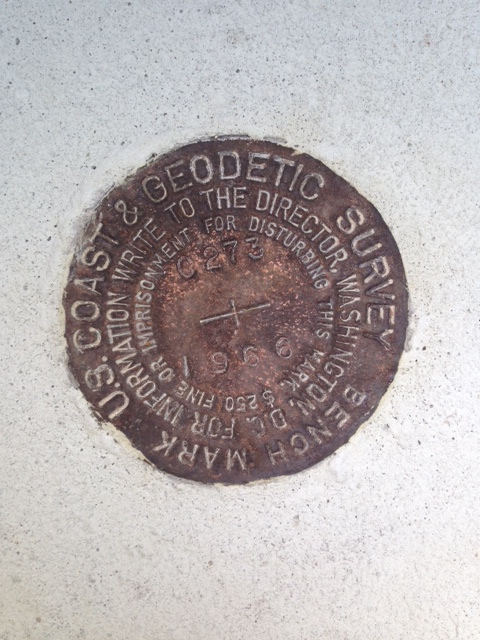 U.S. COAST & GEODETIC SURVEY
BENCH MARK
FOR INFORMATION WRITE TO THE DIRECTOR, WASHINGTON, D.C.
$250 FINE OR IMPRISONMENT FOR DISTURBING THIS MARK
C 273
1966